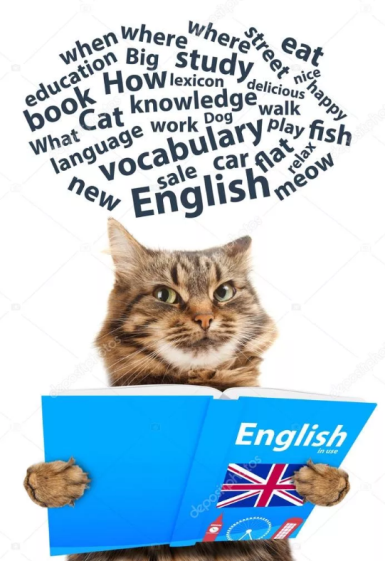 when where where street eat
education Big study nice
book How lexicon delicious happy
What Cat knowledge walk
language work Dog play fish
vocabulary flat relax
new sale car meow
English
English
in use
depositphotos